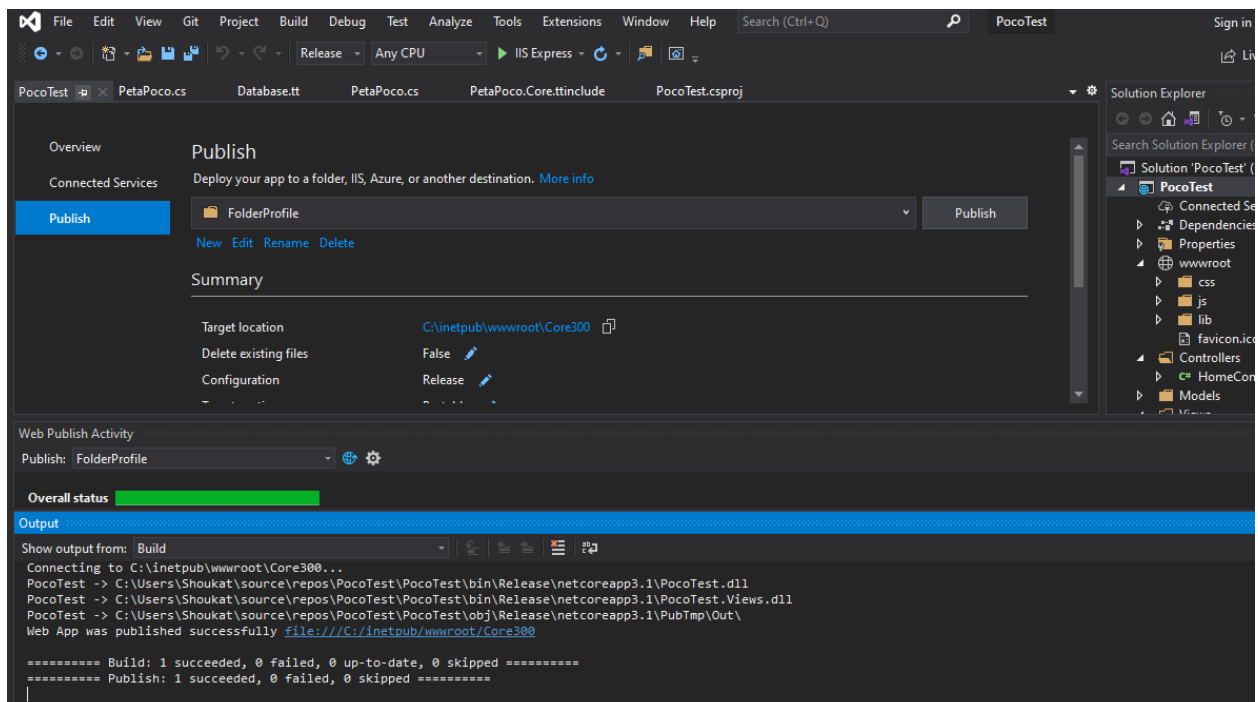 File Edit View Git Project Build Debug Test Analyze Tools Extensions Window Help Search (Ctrl+Q) PocoTest Sign in
Release Any CPU IIS Express Liv
PocoTest PetaPoco.cs Database.tt PetaPoco.cs PetaPoco.Core.ttinclude PocoTest.csproj
Overview
Connected Services
Publish
Publish
Deploy your app to a folder, IIS, Azure, or another destination. More info
FolderProfile Publish
New Edit Rename Delete
Summary
Target location C:\inetpub\wwwroot\Core300
Delete existing files False
Configuration Release
Solution Explorer
Search Solution Explorer (
Solution 'PocoTest' (
PocoTest
Connected Se
Dependencies
Properties
wwwroot
css
js
lib
favicon.ico
Controllers
C# HomeCon
Models
Views
Web Publish Activity
Publish: FolderProfile
Overall status
Output
Show output from: Build
Connecting to C:\inetpub\wwwroot\Core300...
PocoTest -> C:\Users\Shoukat\source\repos\PocoTest\PocoTest\bin\Release\netcoreapp3.1\PocoTest.dll
PocoTest -> C:\Users\Shoukat\source\repos\PocoTest\PocoTest\bin\Release\netcoreapp3.1\PocoTest.Views.dll
PocoTest -> C:\Users\Shoukat\source\repos\PocoTest\PocoTest\obj\Release\netcoreapp3.1\PubTmp\Out\
Web App was published successfully file:///C:/inetpub/wwwroot/Core300
========== Build: 1 succeeded, 0 failed, 0 up-to-date, 0 skipped ==========
========== Publish: 1 succeeded, 0 failed, 0 skipped ==========